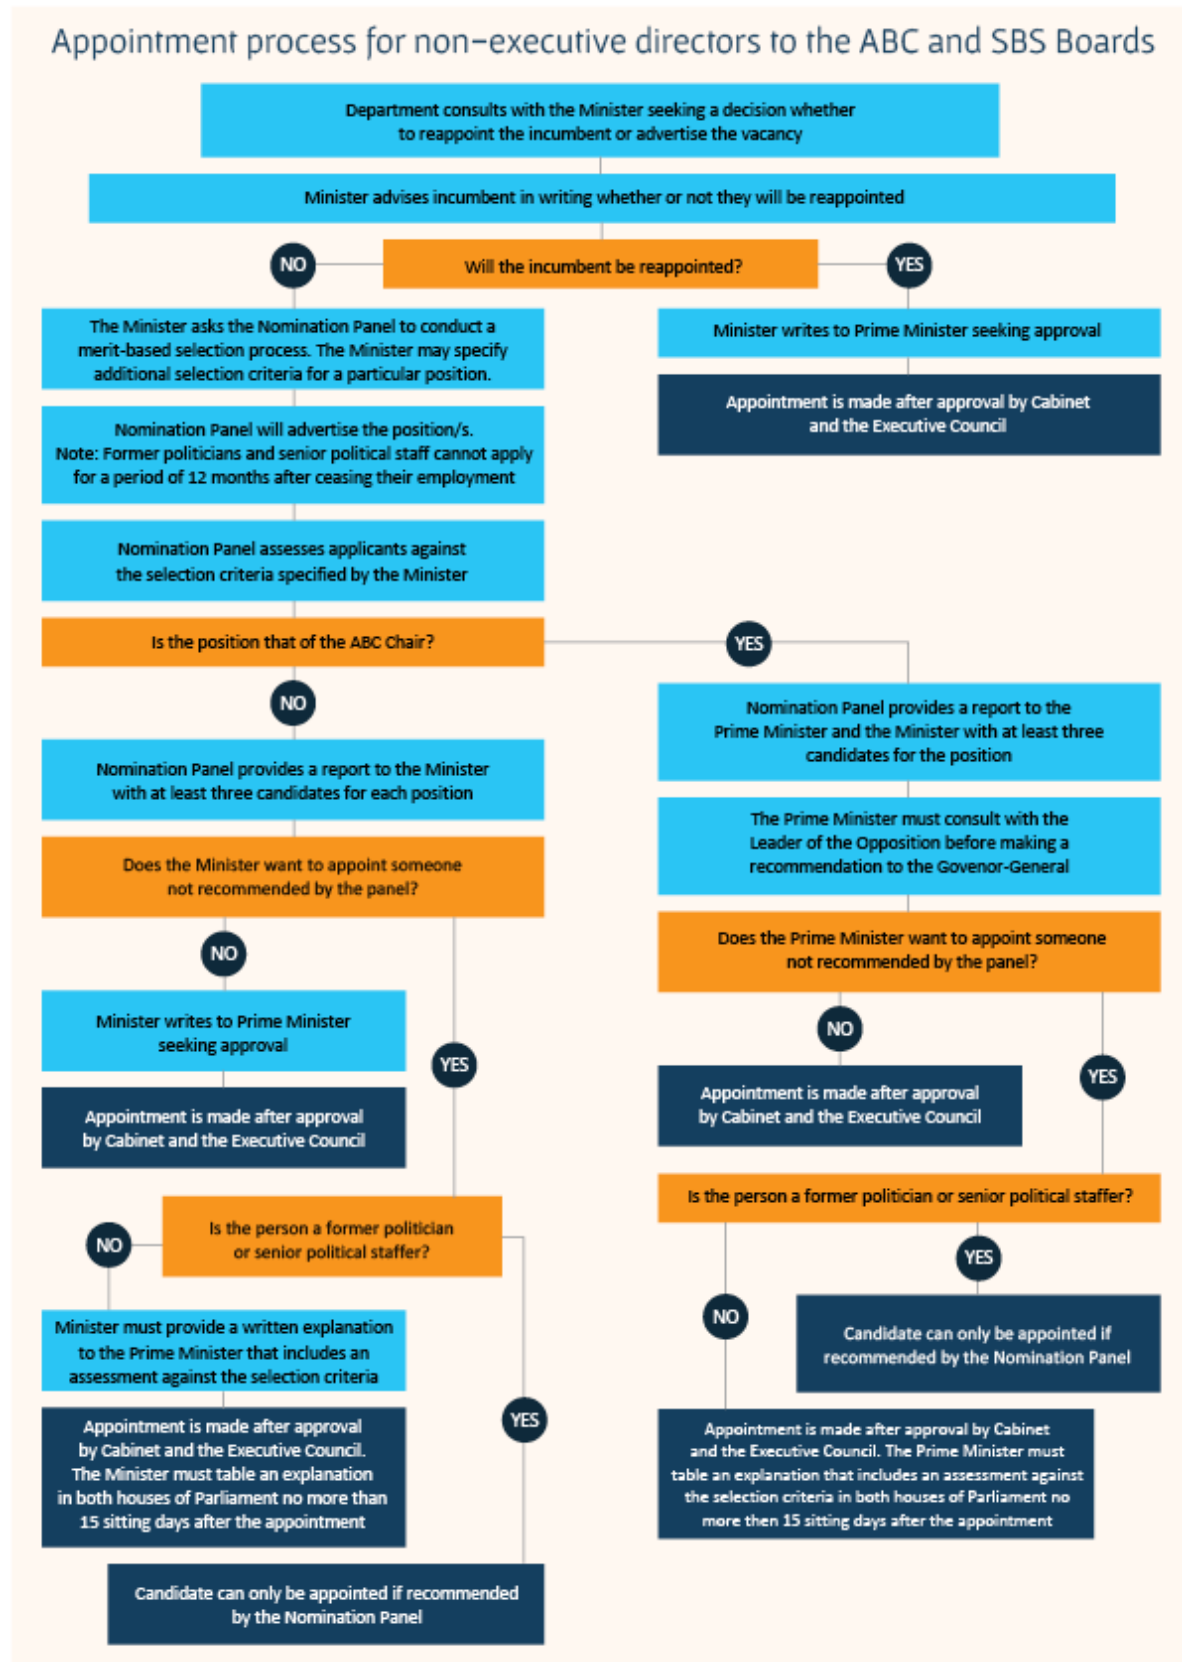 Appointment process for non-executive directors to the ABC and SBS Boards
Department consults with the Minister seeking a decision whether
to reappoint the incumbent or advertise the vacancy
Minister advises incumbent in writing whether or not they will be reappointed
NO
Will the incumbent be reappointed?
YES
The Minister asks the Nomination Panel to conduct a
merit-based selection process. The Minister may specify
additional selection criteria for a particular position.
Minister writes to Prime Minister seeking approval
Appointment is made after approval by Cabinet
and the Executive Council
Nomination Panel will advertise the position/s.
Note: Former politicians and senior political staff cannot apply
for a period of 12 months after ceasing their employment
Nomination Panel assesses applicants against
the selection criteria specified by the Minister
Is the position that of the ABC Chair?
YES
NO
Nomination Panel provides a report to the Minister
with at least three candidates for each position
Does the Minister want to appoint someone
not recommended by the panel?
NO
Minister writes to Prime Minister
seeking approval
YES
Appointment is made after approval
by Cabinet and the Executive Council
Is the person a former politician
or senior political staffer?
NO
Minister must provide a written explanation
to the Prime Minister that includes an
assessment against the selection criteria
Appointment is made after approval
by Cabinet and the Executive Council.
The Minister must table an explanation
in both houses of Parliament no more than
15 sitting days after the appointment
YES
Candidate can only be appointed if recommended
by the Nomination Panel
Nomination Panel provides a report to the
Prime Minister and the Minister with at least three
candidates for the position
The Prime Minister must consult with the
Leader of the Opposition before making a
recommendation to the Govenor-General
Does the Prime Minister want to appoint someone
not recommended by the panel?
NO
Appointment is made after approval
by Cabinet and the Executive Council
YES
Is the person a former politician or senior political staffer?
YES
Candidate can only be appointed if
recommended by the Nomination Panel
NO
Appointment is made after approval by Cabinet
and the Executive Council. The Prime Minister must
table an explanation that includes an assessment against
the selection criteria in both houses of Parliament no
more then 15 sitting days after the appointment